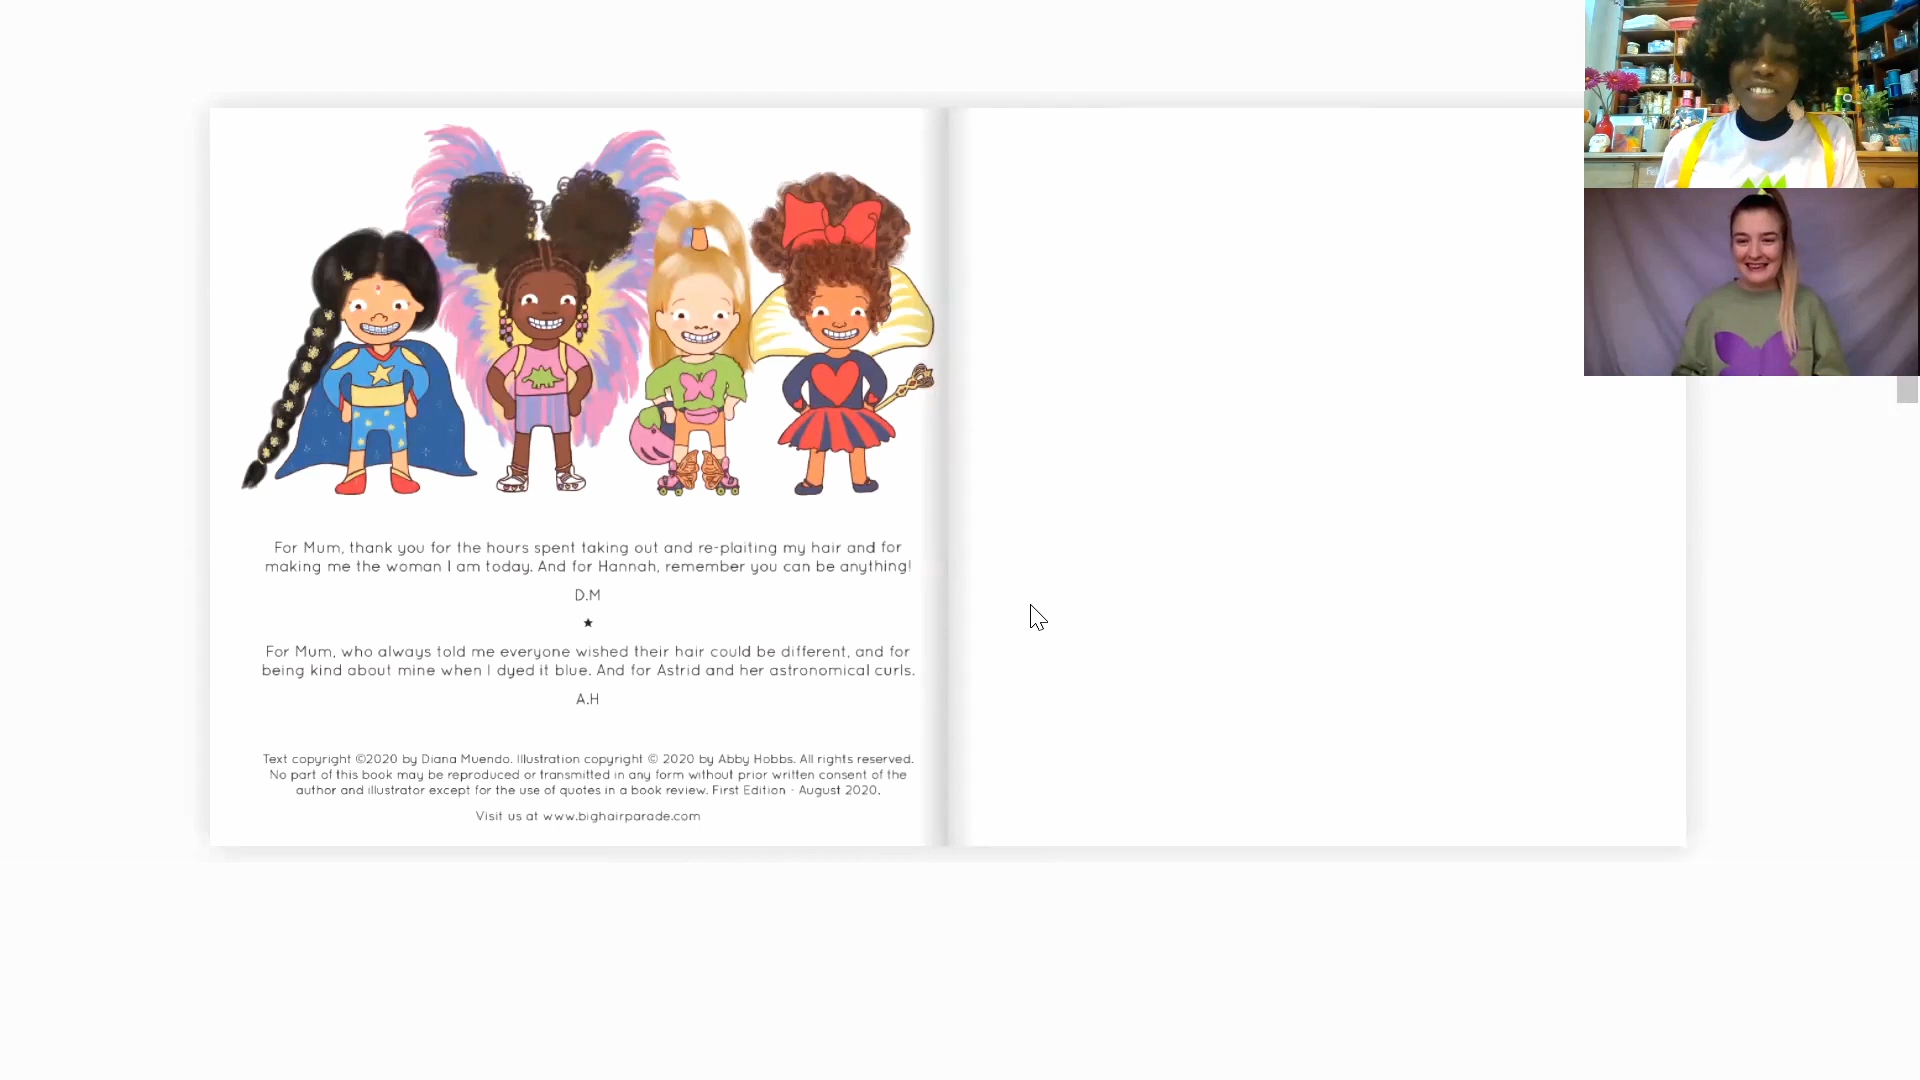 For Mum, thank you for the hours spent taking out and re-plaiting my hair and for
making me the woman I am today. And for Hannah, remember you can be anything!
D.M
★
For Mum, who always told me everyone wished their hair could be different, and for
being kind about mine when I dyed it blue. And for Astrid and her astronomical curls.
A.H
Text copyright ©2020 by Diana Muendo. Illustration copyright © 2020 by Abby Hobbs. All rights reserved.
No part of this book may be reproduced or transmitted in any form without prior written consent of the
author and illustrator except for the use of quotes in a book review. First Edition - August 2020.
Visit us at www.bighairparade.com